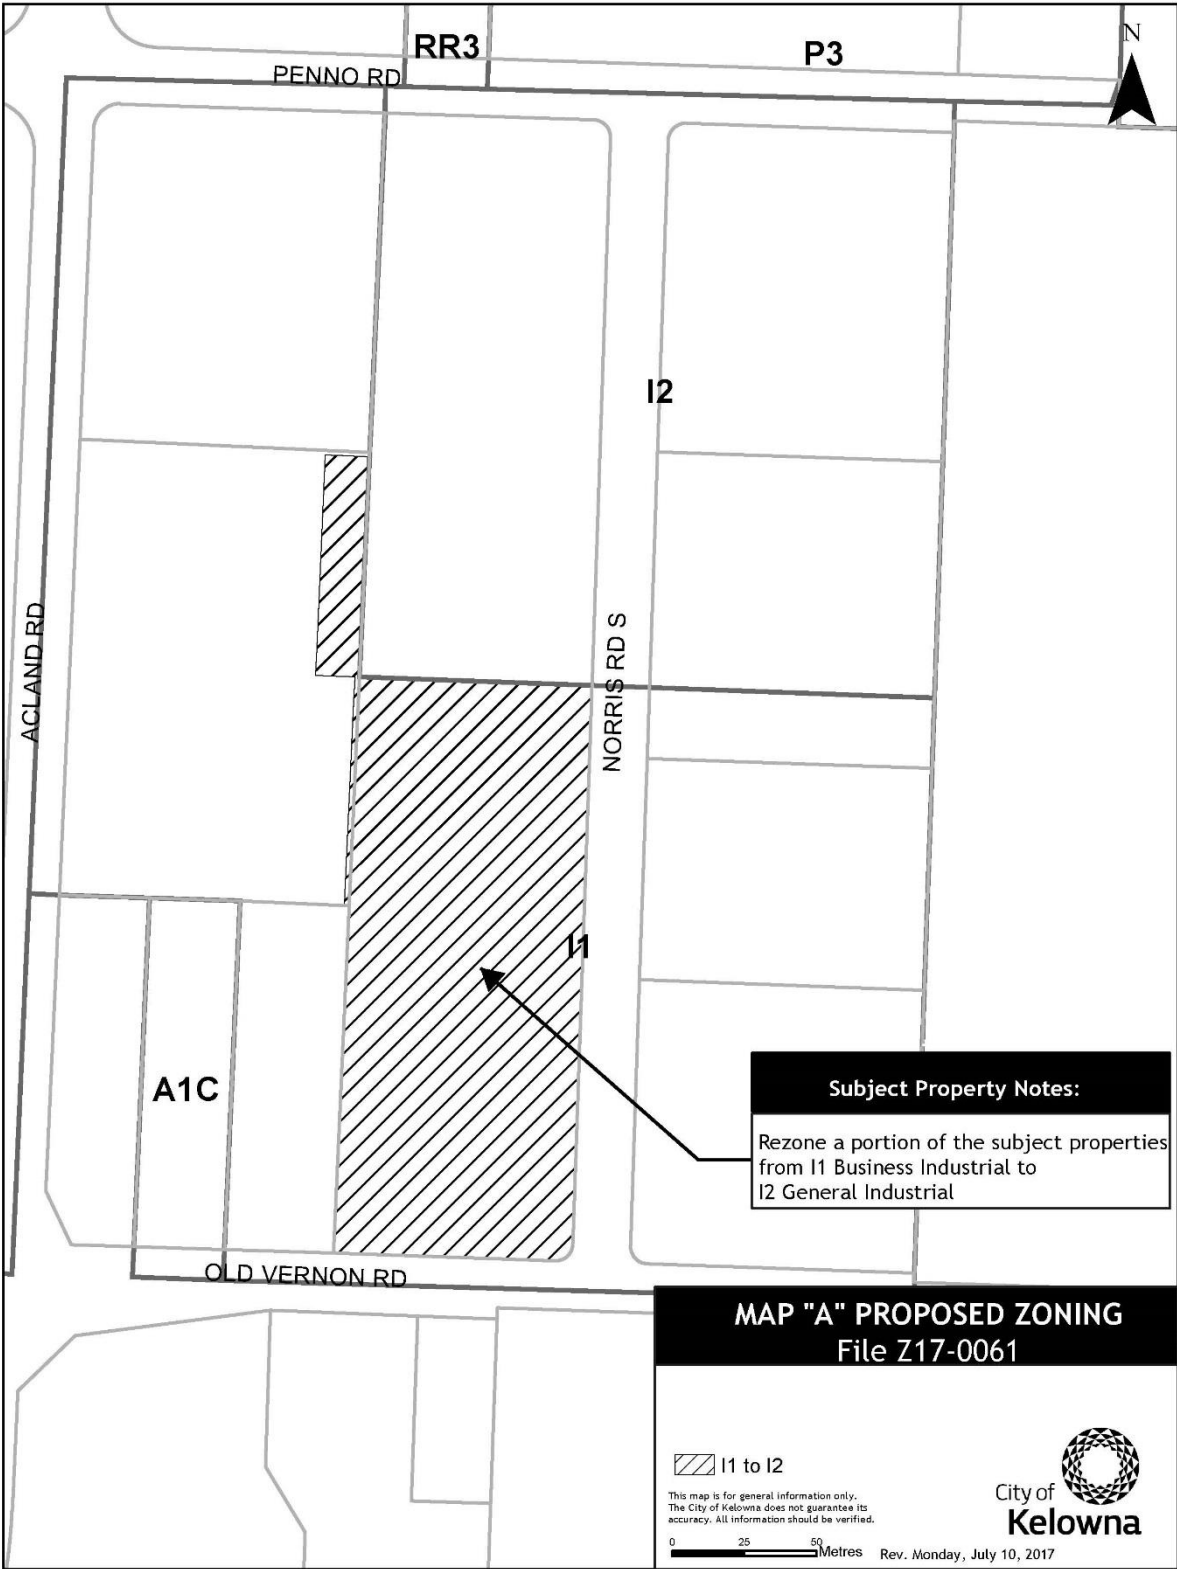 RR3
P3
N
PENNO RD
I2
ACLAND RD
NORRIS RD S
I1
A1C
Subject Property Notes:
Rezone a portion of the subject properties
from I1 Business Industrial to
I2 General Industrial
OLD VERNON RD
MAP "A" PROPOSED ZONING
File Z17-0061
I1 to I2
This map is for general information only.
The City of Kelowna does not guarantee its
accuracy. All information should be verified.
0 25 50
Metres
Rev. Monday, July 10, 2017
City of
Kelowna